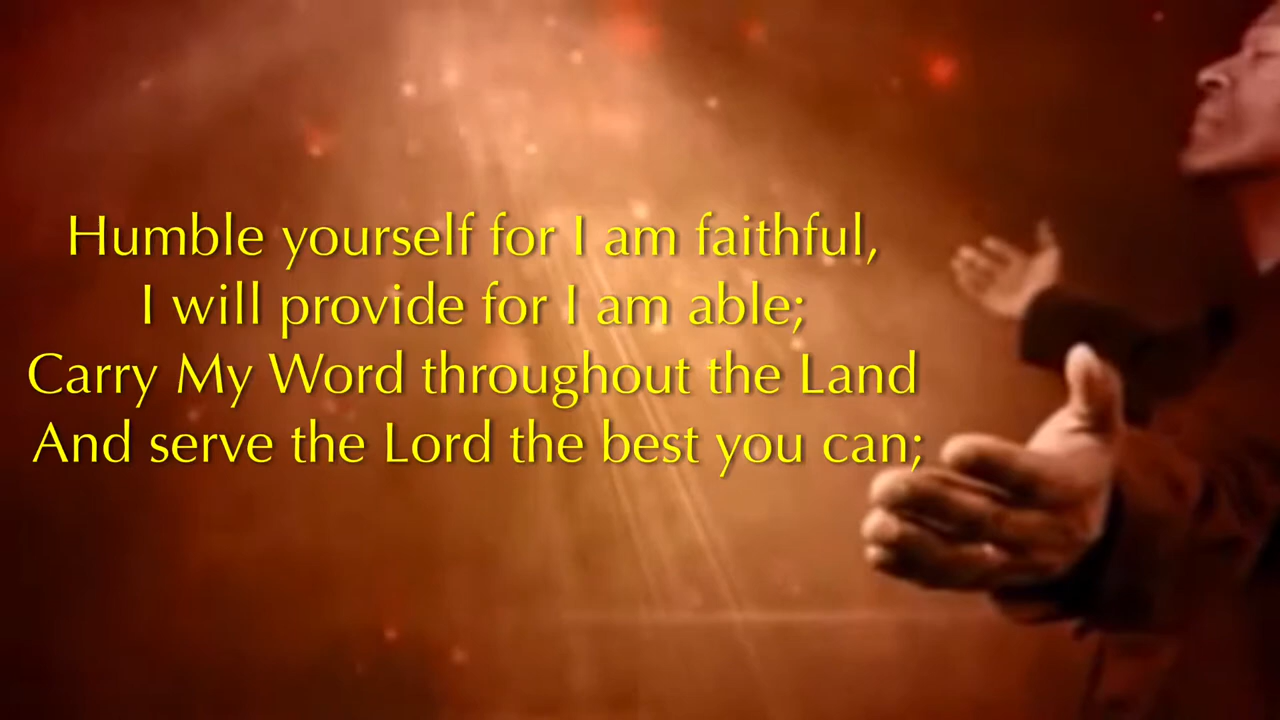 Humble yourself for I am faithful,
I will provide for I am able;
Carry My Word throughout the Land
And serve the Lord the best you can;